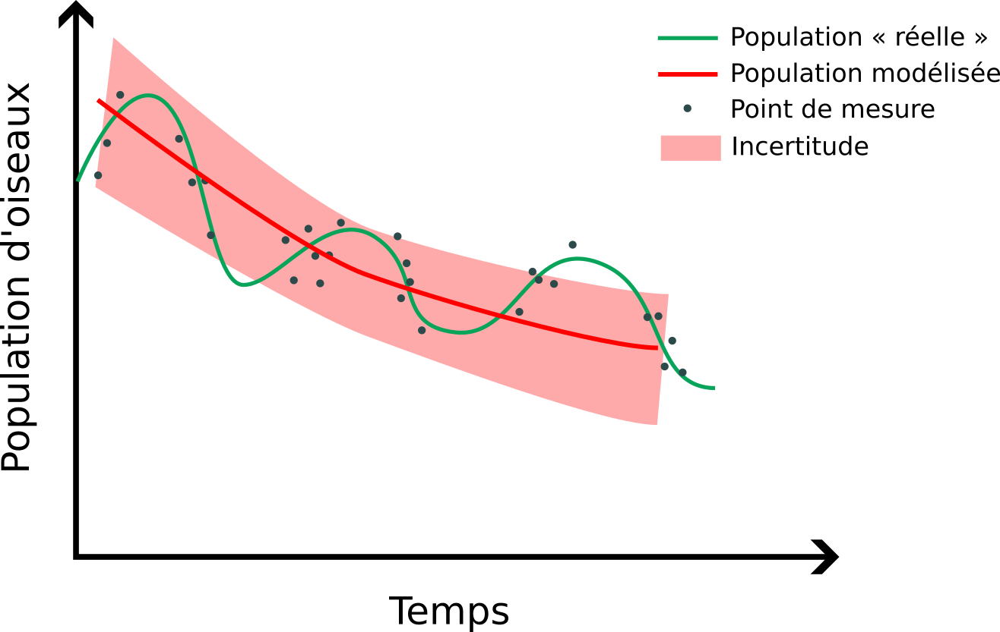 Population « réelle »
Population modélisée
Point de mesure
Incertitude
Population d'oiseaux
Temps